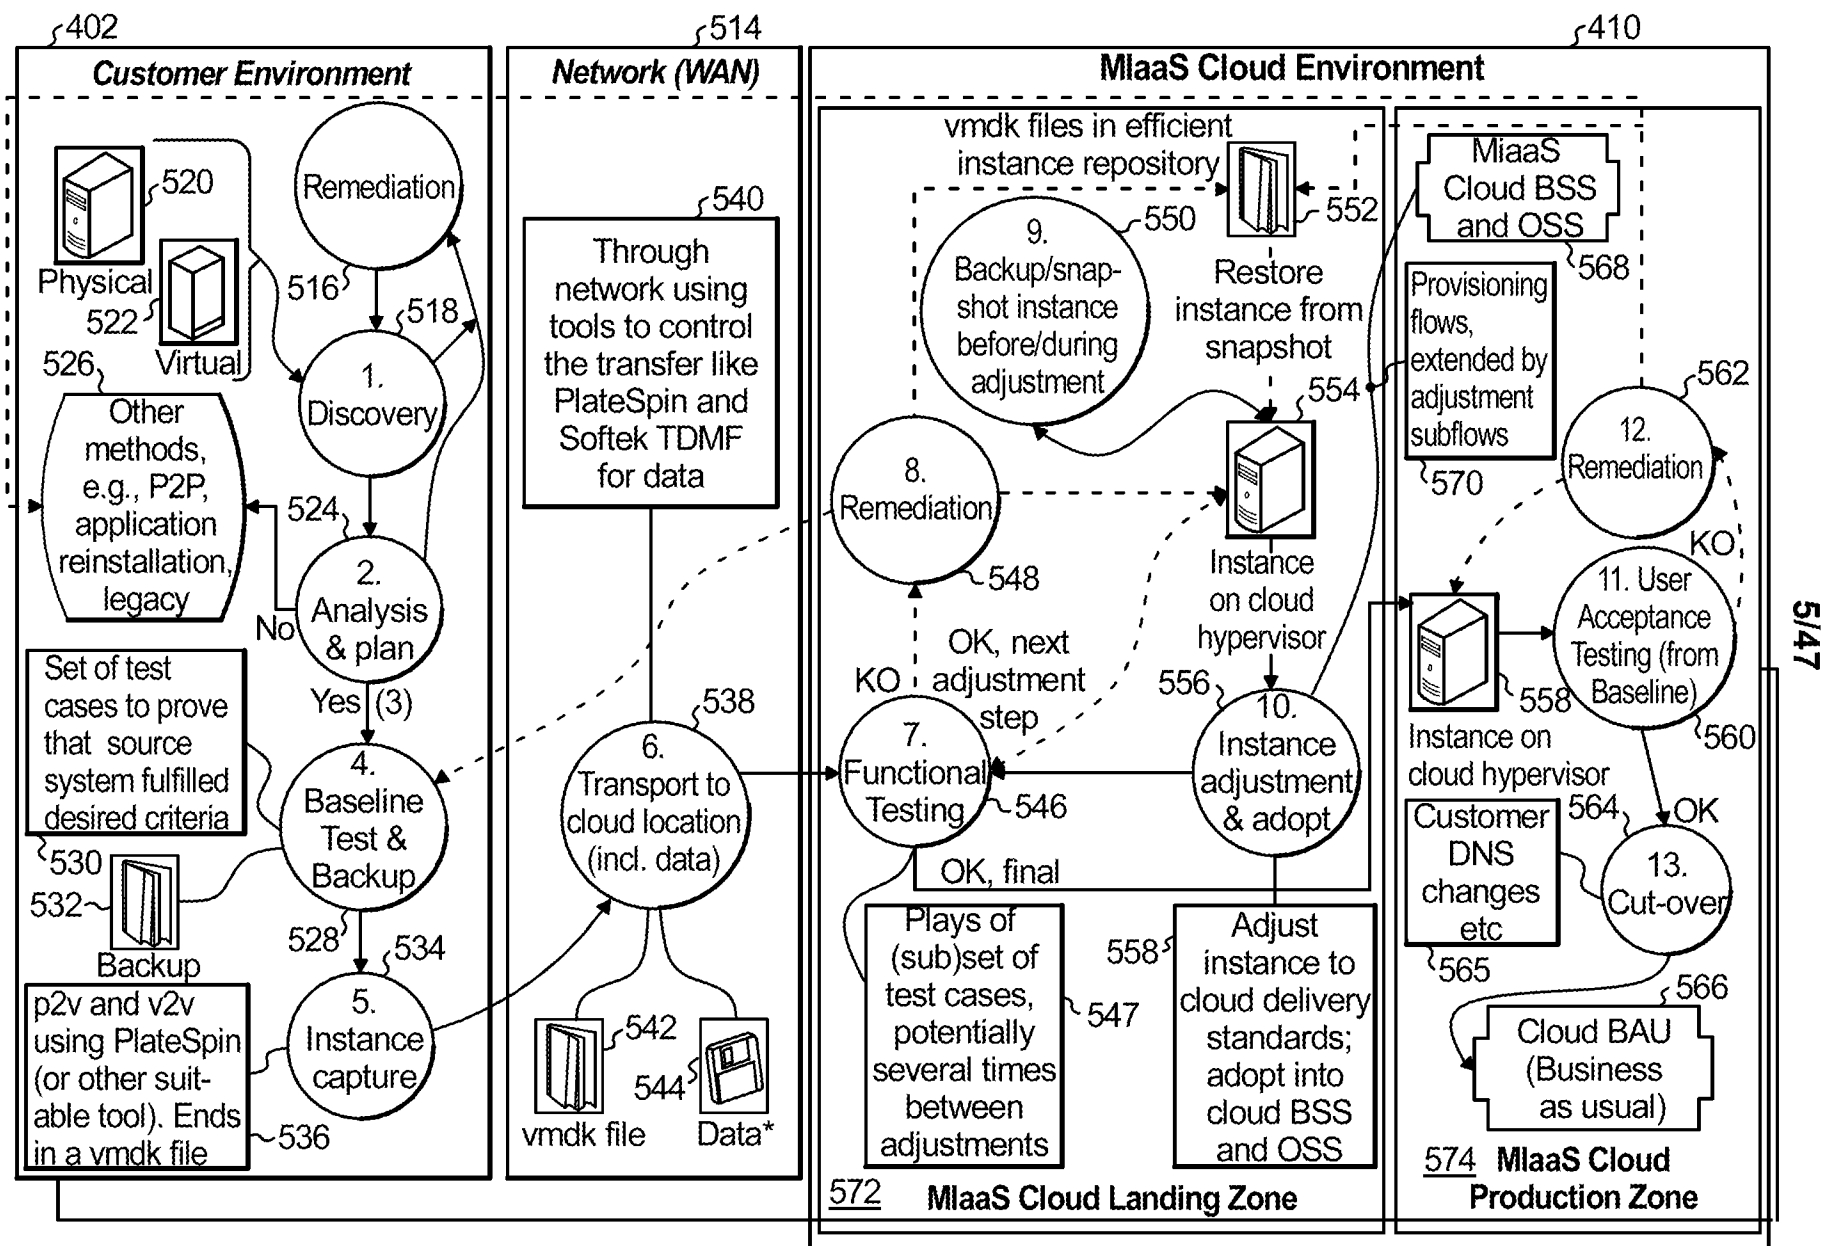 402
Customer Environment
Remediation
516
520
Physical
522
Virtual
518
1.
Discovery
526
Other
methods,
e.g., P2P,
application
reinstallation,
legacy
524
2.
Analysis
& plan
No
Yes (3)
Set of test
cases to prove
that source
system fulfilled
desired criteria
530
4.
Baseline
Test &
Backup
528
532
Backup
534
5.
Instance
capture
p2v and v2v
using PlateSpin
(or other suit-
able tool). Ends
in a vmdk file
536
514
Network (WAN)
540
Through
network using
tools to control
the transfer like
PlateSpin and
Softek TDMF
for data
538
6.
Transport to
cloud location
(incl. data)
542
vmdk file
544
Data*
410
MIaaS Cloud Environment
vmdk files in efficient
instance repository
552
550
9.
Backup/snap-
shot instance
before/during
adjustment
Restore
instance from
snapshot
554
8.
Remediation
548
Instance
on cloud
hypervisor
KO
OK, next
adjustment
step
7.
Functional
Testing
546
556
10.
Instance
adjustment
& adopt
OK, final
Plays of
(sub)set of
test cases,
potentially
several times
between
adjustments
547
558
Adjust
instance to
cloud delivery
standards;
adopt into
cloud BSS
and OSS
572
MIaaS Cloud Landing Zone
MiaaS
Cloud BSS
and OSS
568
Provisioning
flows,
extended by
adjustment
subflows
570
562
12.
Remediation
KO
11. User
Acceptance
Testing (from
Baseline)
560
558
Instance on
cloud hypervisor
564
OK
Customer
DNS
changes
etc
565
13.
Cut-over
566
Cloud BAU
(Business
as usual)
574 MIaaS Cloud
Production Zone
5/47